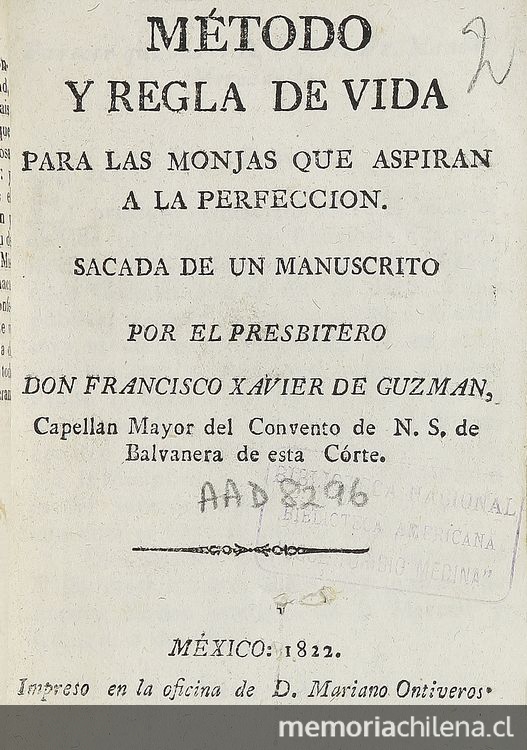 MÉTODO
Y REGLA DE VIDA
PARA LAS MONJAS QUE ASPIRAN
A LA PERFECCION.
SACADA DE UN MANUSCRITO
POR EL PRESBITERO
DON FRANCISCO XAVIER DE GUZMAN,
Capellan Mayor del Convento de N. S. de
Balvanera de esta Córte.
AAD8296
BIBLIOTECA NACIONAL
BIBLIOTECA AMERICANA
MEDINA"
MÉXICO: 1822.
Impreso en la oficina de D. Mariano Ontiveros.
memoriachilena.cl